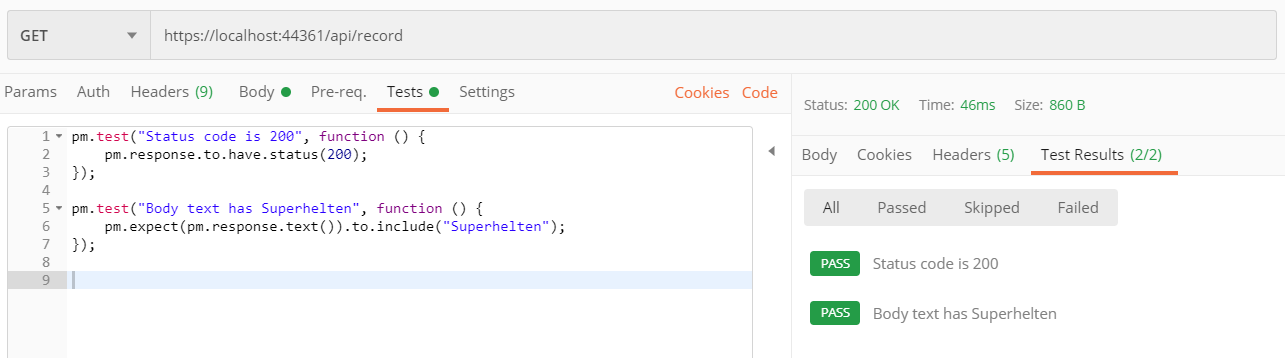 GET https://localhost:44361/api/record
Params Auth Headers (9) Body Pre-req. Tests Settings Cookies Code
1 pm.test("Status code is 200", function () {
2     pm.response.to.have.status(200);
3 });
4
5 pm.test("Body text has Superhelten", function () {
6     pm.expect(pm.response.text()).to.include("Superhelten");
7 });
8
9
Status: 200 OK Time: 46ms Size: 860 B
Body Cookies Headers (5) Test Results (2/2)
All Passed Skipped Failed
PASS Status code is 200
PASS Body text has Superhelten